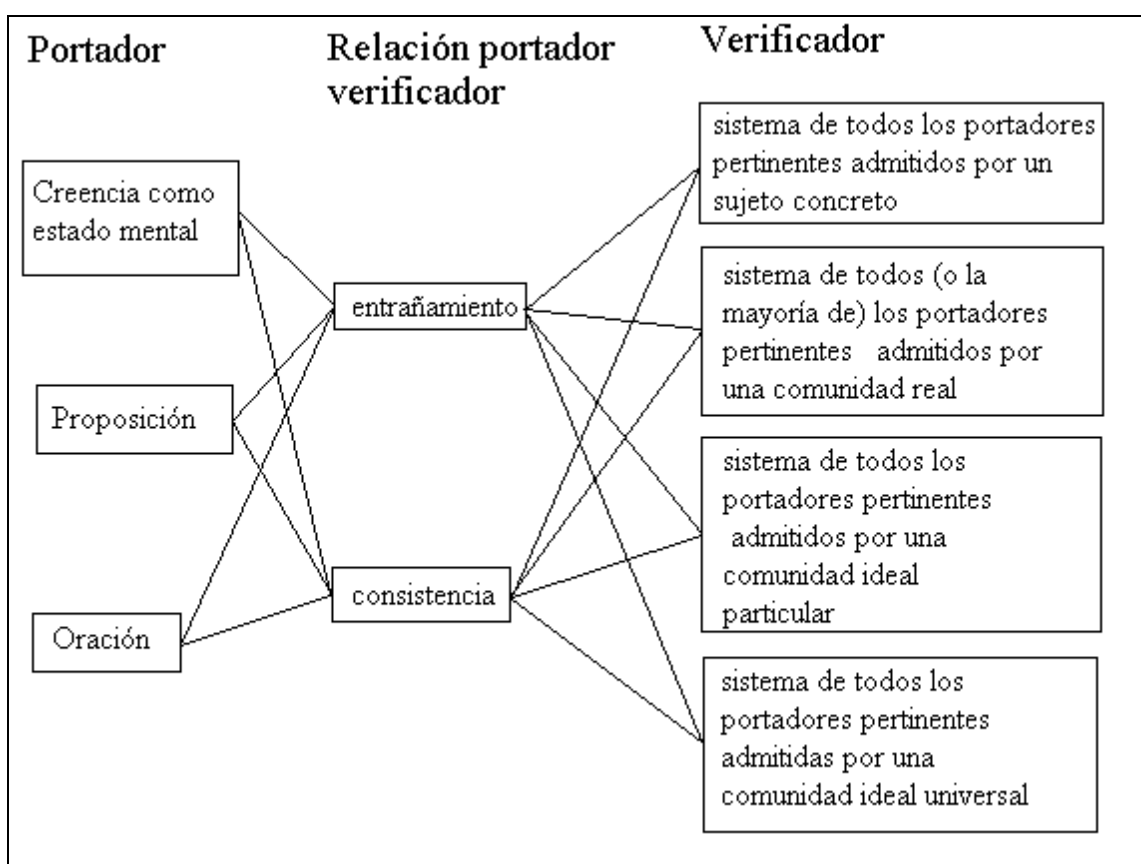 Portador
Relación portador
verificador
Verificador
Creencia como
estado mental
Proposición
Oración
entrañamiento
consistencia
sistema de todos los portadores
pertinentes admitidos por un
sujeto concreto
sistema de todos (o la
mayoría de) los portadores
pertinentes admitidos por
una comunidad real
sistema de todos los
portadores pertinentes
admitidos por una
comunidad ideal
particular
sistema de todos los
portadores pertinentes
admitidas por una
comunidad ideal universal